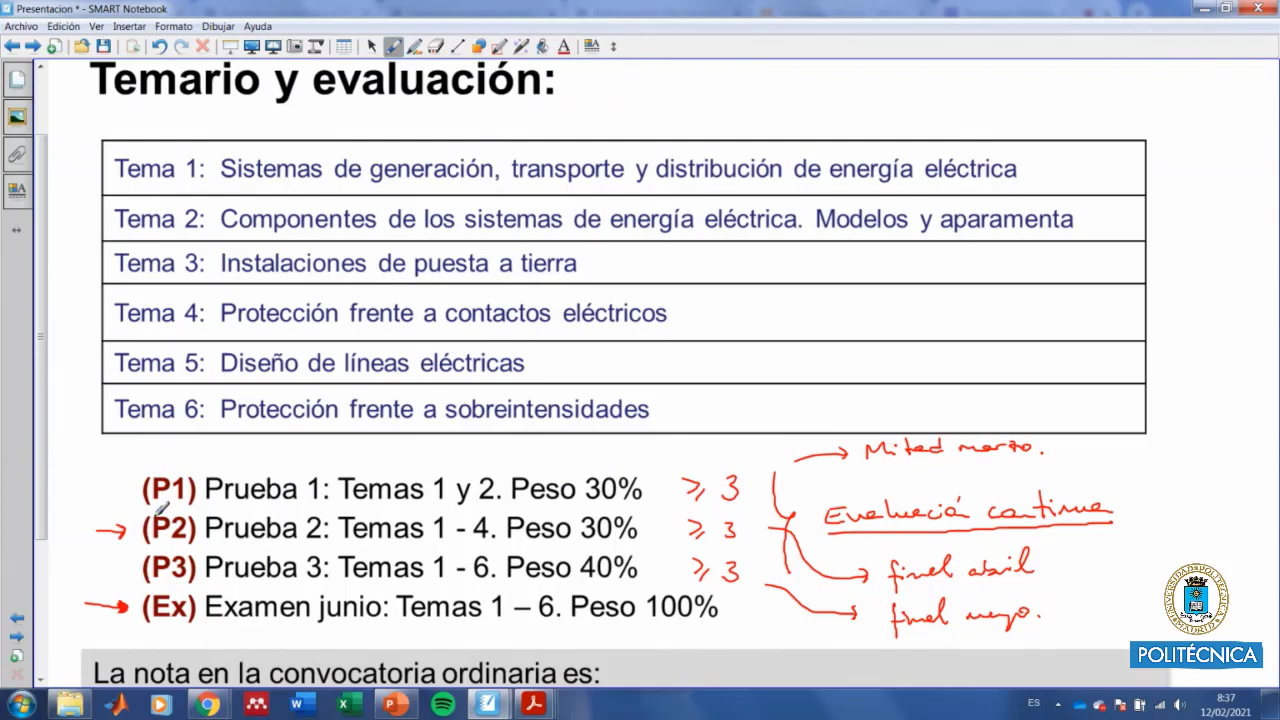 Presentacion * - SMART Notebook
Archivo Edición Ver Insertar Formato Dibujar Ayuda
Temario y evaluación:
Tema 1: Sistemas de generación, transporte y distribución de energía eléctrica
Tema 2: Componentes de los sistemas de energía eléctrica. Modelos y aparamenta
Tema 3: Instalaciones de puesta a tierra
Tema 4: Protección frente a contactos eléctricos
Tema 5: Diseño de líneas eléctricas
Tema 6: Protección frente a sobreintensidades
Mitad marzo.
(P1) Prueba 1: Temas 1 y 2. Peso 30% ≥ 3
Evaluación continua
(P2) Prueba 2: Temas 1 - 4. Peso 30% ≥ 3
(P3) Prueba 3: Temas 1 - 6. Peso 40% ≥ 3
final abril
(Ex) Examen junio: Temas 1 – 6. Peso 100%
final mayo.
POLITÉCNICA
La nota en la convocatoria ordinaria es:
ES
8:37
12/02/2021